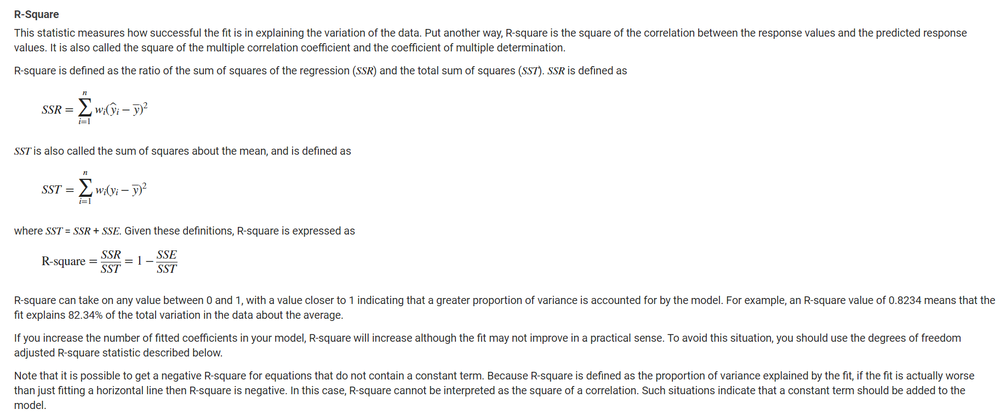 R-Square
This statistic measures how successful the fit is in explaining the variation of the data. Put another way, R-square is the square of the correlation between the response values and the predicted response
values. It is also called the square of the multiple correlation coefficient and the coefficient of multiple determination.
R-square is defined as the ratio of the sum of squares of the regression (SSR) and the total sum of squares (SST). SSR is defined as
SSR = ∑_{i=1}^{n} wᵢ(ŷᵢ − ȳ)²
SST is also called the sum of squares about the mean, and is defined as
SST = ∑_{i=1}^{n} wᵢ(yᵢ − ȳ)²
where SST = SSR + SSE. Given these definitions, R-square is expressed as
R-square = SSR/SST = 1 − SSE/SST
R-square can take on any value between 0 and 1, with a value closer to 1 indicating that a greater proportion of variance is accounted for by the model. For example, an R-square value of 0.8234 means that the
fit explains 82.34% of the total variation in the data about the average.
If you increase the number of fitted coefficients in your model, R-square will increase although the fit may not improve in a practical sense. To avoid this situation, you should use the degrees of freedom
adjusted R-square statistic described below.
Note that it is possible to get a negative R-square for equations that do not contain a constant term. Because R-square is defined as the proportion of variance explained by the fit, if the fit is actually worse
than just fitting a horizontal line then R-square is negative. In this case, R-square cannot be interpreted as the square of a correlation. Such situations indicate that a constant term should be added to the
model.